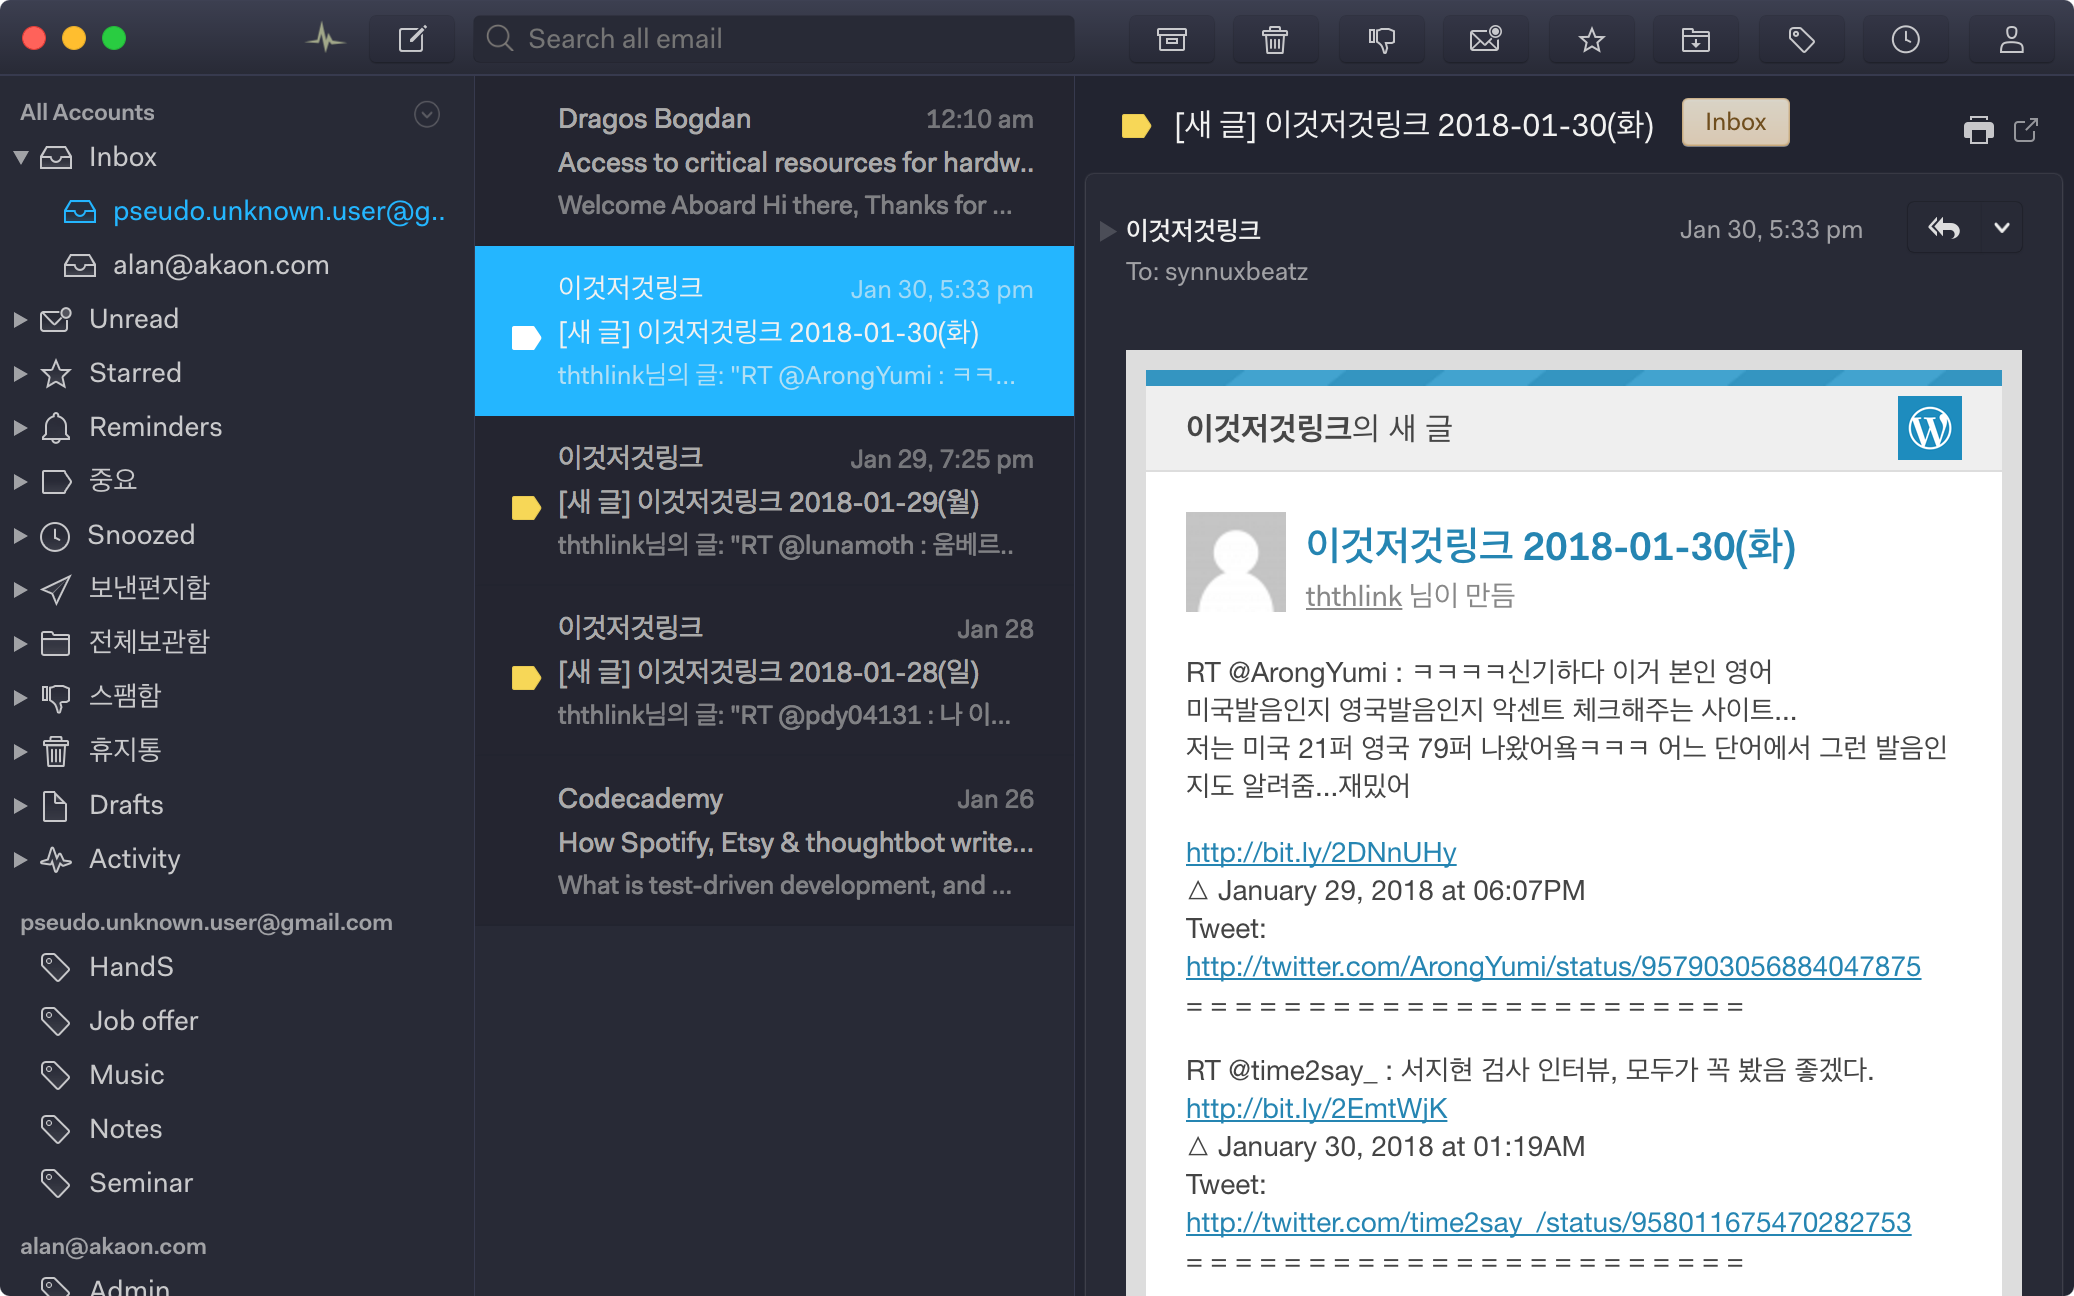 Search all email
All Accounts
Inbox
pseudo.unknown.user@g..
alan@akaon.com
Unread
Starred
Reminders
중요
Snoozed
보낸편지함
전체보관함
스팸함
휴지통
Drafts
Activity
pseudo.unknown.user@gmail.com
HandS
Job offer
Music
Notes
Seminar
alan@akaon.com
Admin
Dragos Bogdan 12:10 am
Access to critical resources for hardw..
Welcome Aboard Hi there, Thanks for ...
이것저것링크 Jan 30, 5:33 pm
[새 글] 이것저것링크 2018-01-30(화)
ththlink님의 글: "RT @ArongYumi : ㅋㅋ...
이것저것링크 Jan 29, 7:25 pm
[새 글] 이것저것링크 2018-01-29(월)
ththlink님의 글: "RT @lunamoth : 움베르..
이것저것링크 Jan 28
[새 글] 이것저것링크 2018-01-28(일)
ththlink님의 글: "RT @pdy04131 : 나 이...
Codecademy Jan 26
How Spotify, Etsy & thoughtbot write...
What is test-driven development, and ...
[새 글] 이것저것링크 2018-01-30(화) Inbox
이것저것링크 Jan 30, 5:33 pm
To: synnuxbeatz
이것저것링크의 새 글
이것저것링크 2018-01-30(화)
ththlink 님이 만듬
RT @ArongYumi : ㅋㅋㅋㅋ신기하다 이거 본인 영어
미국발음인지 영국발음인지 악센트 체크해주는 사이트...
저는 미국 21퍼 영국 79퍼 나왔어욬ㅋㅋㅋ 어느 단어에서 그런 발음인
지도 알려줌...재밌어
http://bit.ly/2DNnUHy
△ January 29, 2018 at 06:07PM
Tweet:
http://twitter.com/ArongYumi/status/957903056884047875
= = = = = = = = = = = = = = = = = = = = = = =
RT @time2say_ : 서지현 검사 인터뷰, 모두가 꼭 봤음 좋겠다.
http://bit.ly/2EmtWjK
△ January 30, 2018 at 01:19AM
Tweet:
http://twitter.com/time2say_/status/958011675470282753
= = = = = = = = = = = = = = = = = = = = = = =